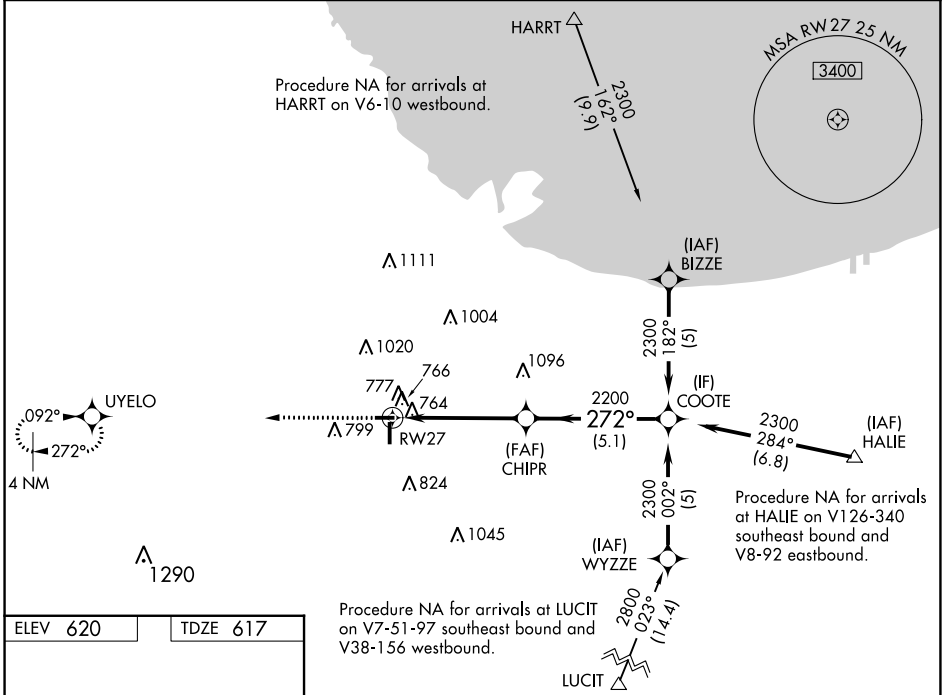 HARRT
MSA RW27 25 NM
3400
Procedure NA for arrivals at
HARRT on V6-10 westbound.
2300
162°
(9.9)
(IAF)
BIZZE
1111
1004
1020
1096
2300
182°
(5)
766
777
764
UYELO
092°
272°
4 NM
799
RW27
(IF)
COOTE
2200
272°
(5.1)
(FAF)
CHIPR
2300
284°
(6.8)
(IAF)
HALIE
824
1045
2300
002°
(5)
Procedure NA for arrivals
at HALIE on V126-340
southeast bound and
V8-92 eastbound.
(IAF)
WYZZE
1290
Procedure NA for arrivals at LUCIT
on V7-51-97 southeast bound and
V38-156 westbound.
2800
023°
(14.4)
LUCIT
ELEV 620
TDZE 617